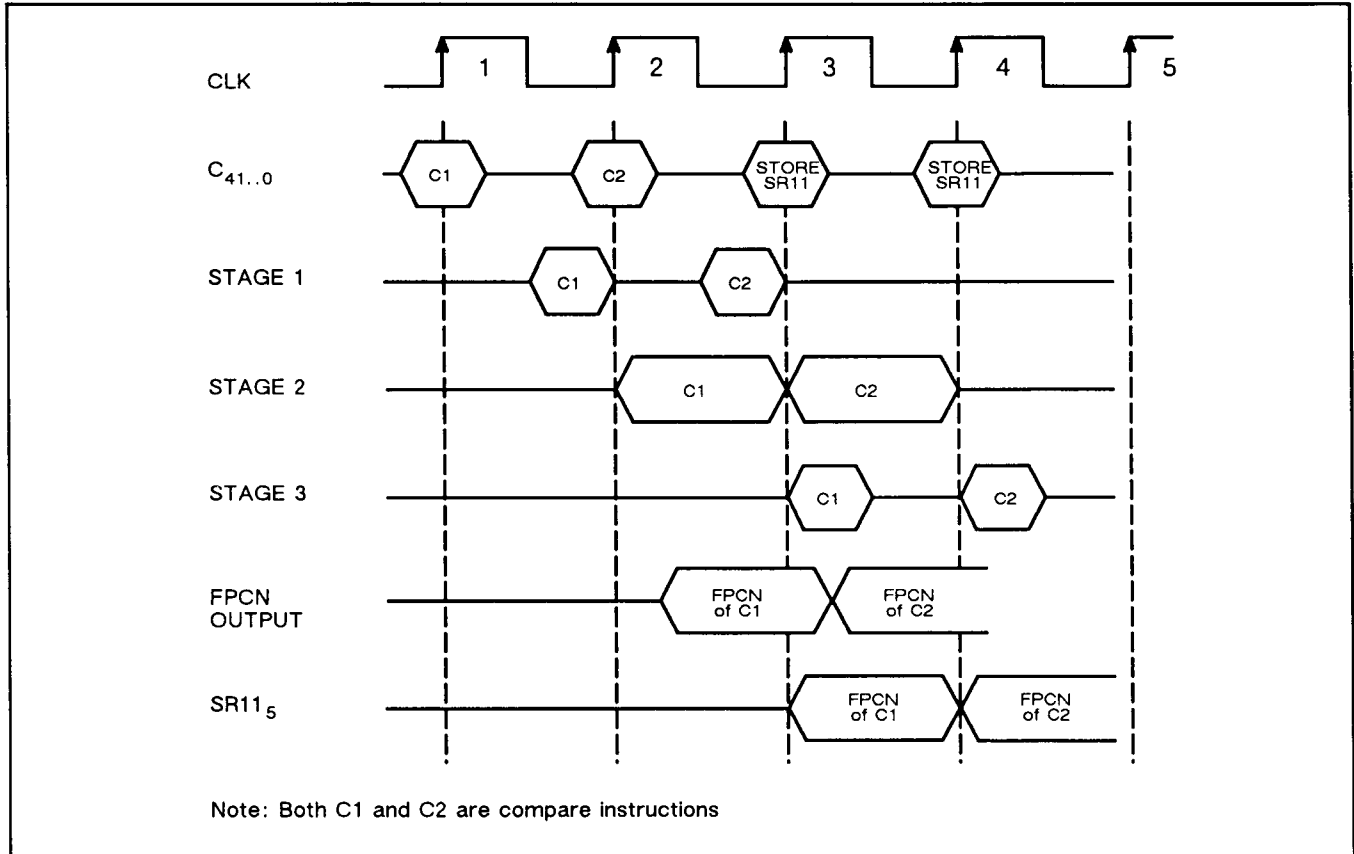 CLK 1 2 3 4 5
C41..0 C1 C2 STORE SR11 STORE SR11
STAGE 1 C1 C2
STAGE 2 C1 C2
STAGE 3 C1 C2
FPCN OUTPUT FPCN of C1 FPCN of C2
SR11 5 FPCN of C1 FPCN of C2
Note: Both C1 and C2 are compare instructions